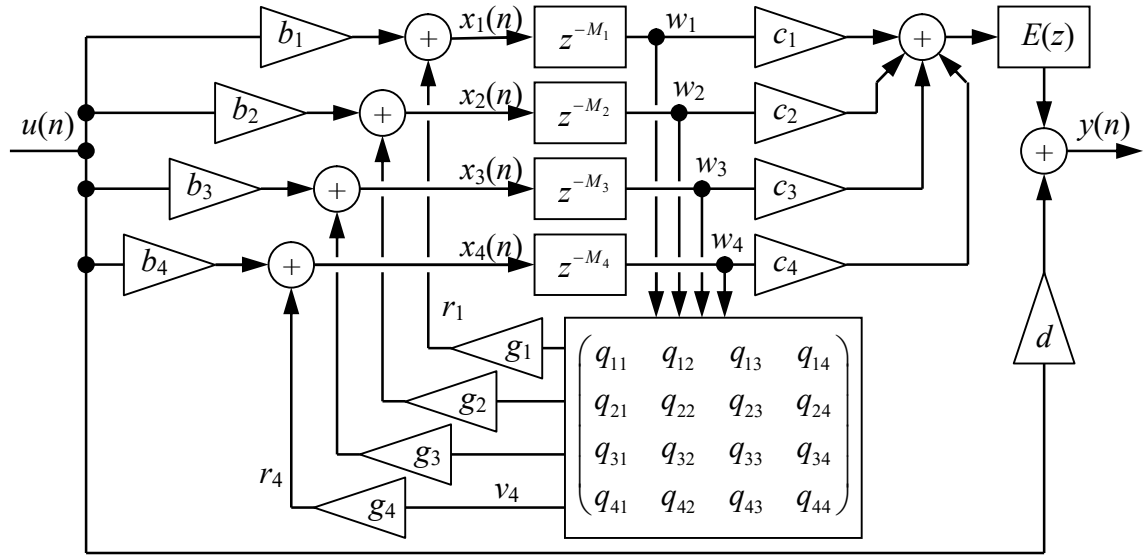 b₁ x₁(n) z^{-M₁} w₁ c₁ + + E(z)
b₂ x₂(n) z^{-M₂} w₂ c₂ +
u(n) y(n)
b₃ x₃(n) z^{-M₃} w₃ c₃ + +
b₄ x₄(n) z^{-M₄} w₄ c₄ +
r₁ g₁ q₁₁ q₁₂ q₁₃ q₁₄ d
g₂ q₂₁ q₂₂ q₂₃ q₂₄
g₃ q₃₁ q₃₂ q₃₃ q₃₄
r₄ g₄ v₄ q₄₁ q₄₂ q₄₃ q₄₄